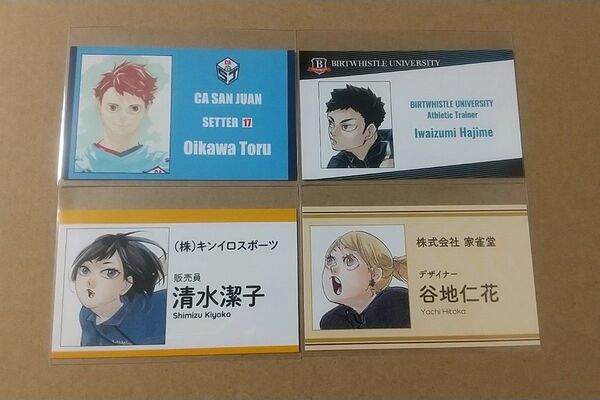 CA SAN JUAN
SETTER 17
Oikawa Toru
B BIRTWHISTLE UNIVERSITY
BIRTWHISTLE UNIVERSITY
Athletic Trainer
Iwaizumi Hajime
(株)キンイロスポーツ
販売員
清水潔子
Shimizu Kiyoko
株式会社 家雀堂
デザイナー
谷地仁花
Yachi Hitoka